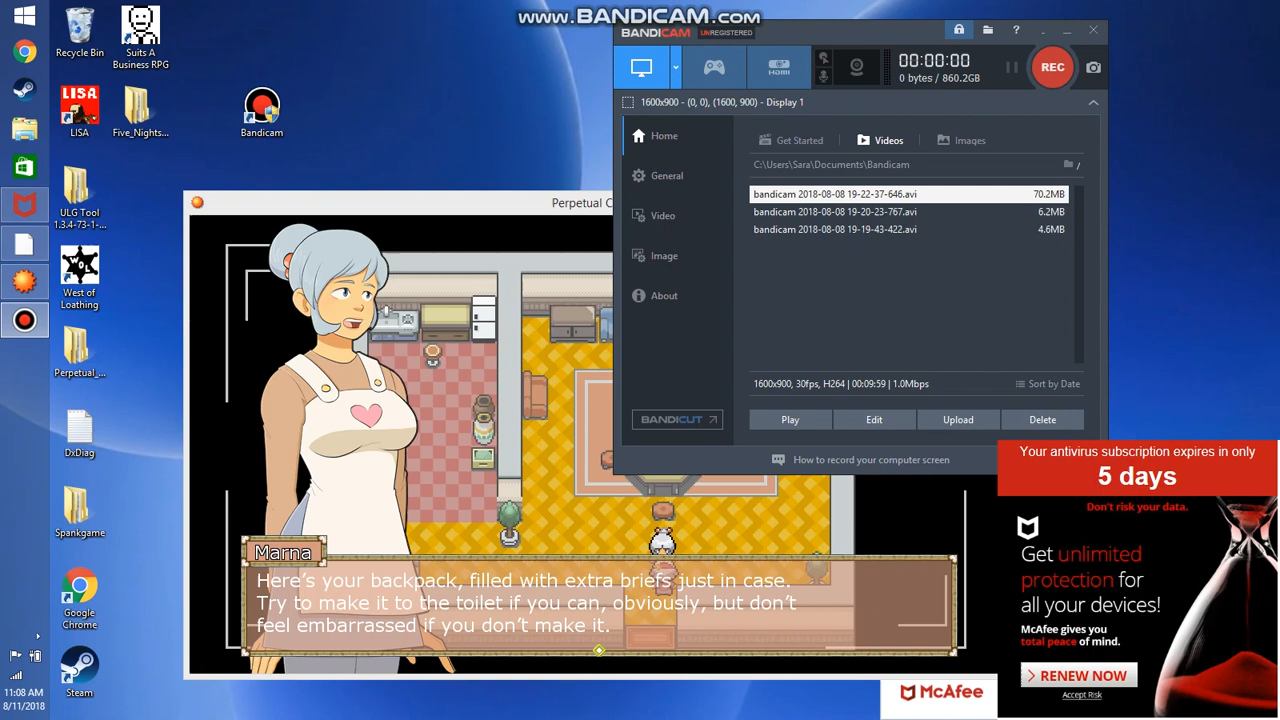 www.BANDICAM.com
BANDICAM UNREGISTERED
Recycle Bin
Suits A Business RPG
LISA
Five_Nights...
Bandicam
ULG Tool 1.3.4-73-1-...
West of Loathing
Perpetual_...
DxDiag
Spankgame
Google Chrome
Steam
11:08 AM
8/11/2018
Perpetual C
HDMI
00:00:00
0 bytes / 860.2GB
REC
1600x900 - (0, 0), (1600, 900) - Display 1
Home
General
Video
Image
About
BANDICUT
Get Started
Videos
Images
C:\Users\Sara\Documents\Bandicam
/
bandicam 2018-08-08 19-22-37-646.avi 70.2MB
bandicam 2018-08-08 19-20-23-767.avi 6.2MB
bandicam 2018-08-08 19-19-43-422.avi 4.6MB
1600x900, 30fps, H264 | 00:09:59 | 1.0Mbps
Sort by Date
Play
Edit
Upload
Delete
How to record your computer screen
Marna
Here's your backpack, filled with extra briefs just in case.
Try to make it to the toilet if you can, obviously, but don't
feel embarrassed if you don't make it.
Your antivirus subscription expires in only
5 days
Don't risk your data.
Get unlimited
protection for
all your devices!
McAfee gives you
total peace of mind.
RENEW NOW
Accept Risk
McAfee